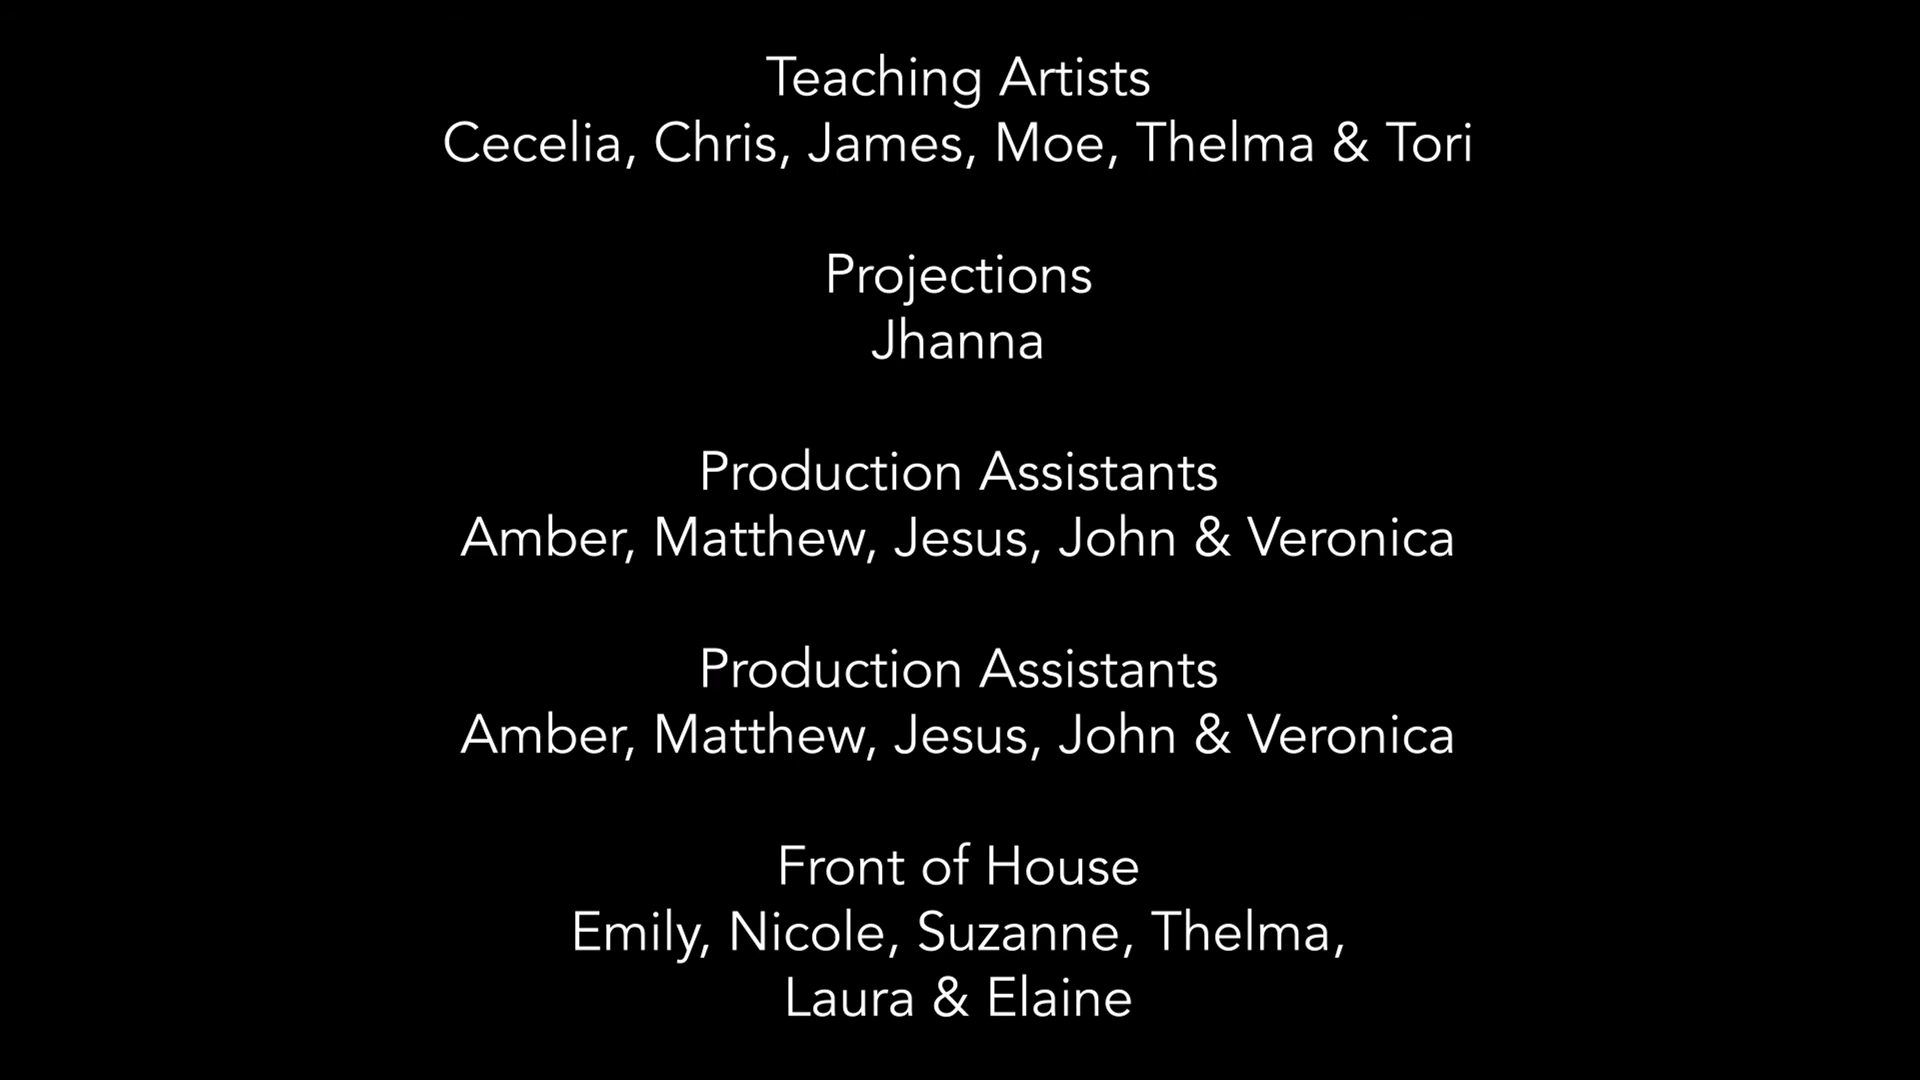 Teaching Artists
Cecelia, Chris, James, Moe, Thelma & Tori
Projections
Jhanna
Production Assistants
Amber, Matthew, Jesus, John & Veronica
Production Assistants
Amber, Matthew, Jesus, John & Veronica
Front of House
Emily, Nicole, Suzanne, Thelma,
Laura & Elaine